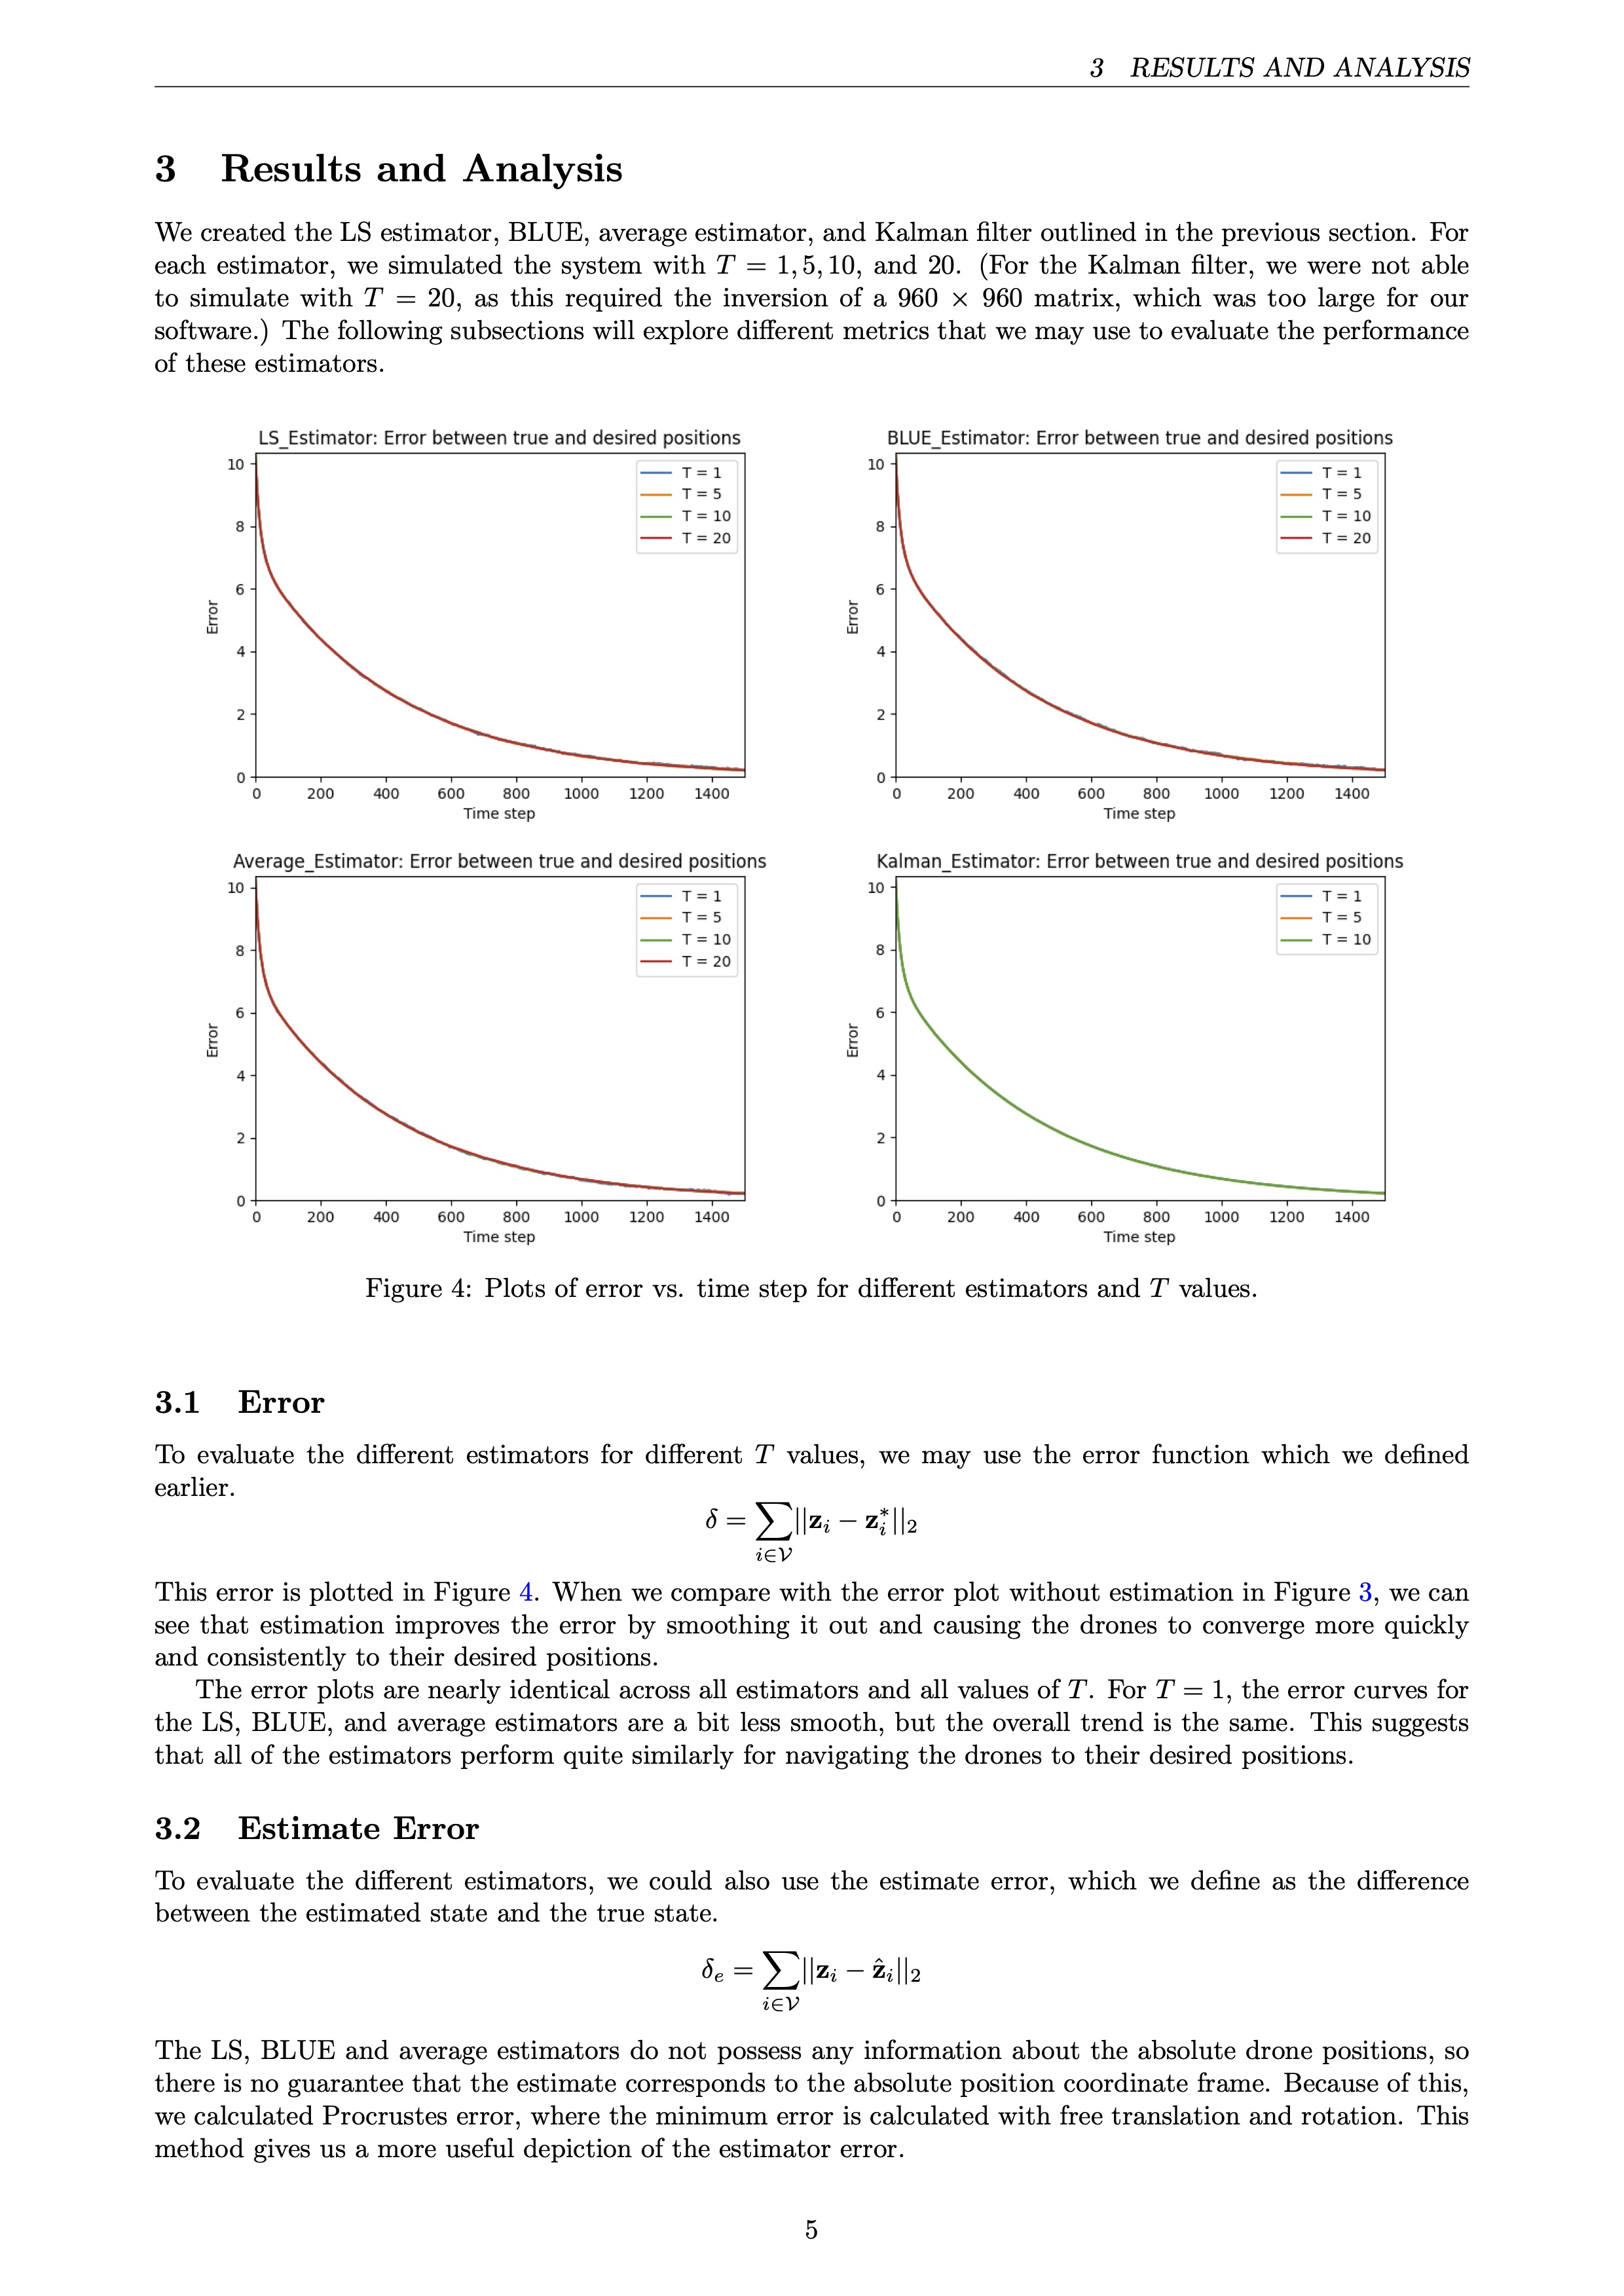 3 RESULTS AND ANALYSIS
3 Results and Analysis
We created the LS estimator, BLUE, average estimator, and Kalman filter outlined in the previous section. For
each estimator, we simulated the system with T = 1, 5, 10, and 20. (For the Kalman filter, we were not able
to simulate with T = 20, as this required the inversion of a 960 × 960 matrix, which was too large for our
software.) The following subsections will explore different metrics that we may use to evaluate the performance
of these estimators.
LS_Estimator: Error between true and desired positions
10
8
6
4
2
0
Error
T = 1
T = 5
T = 10
T = 20
0 200 400 600 800 1000 1200 1400
Time step
BLUE_Estimator: Error between true and desired positions
10
8
6
4
2
0
Error
T = 1
T = 5
T = 10
T = 20
0 200 400 600 800 1000 1200 1400
Time step
Average_Estimator: Error between true and desired positions
10
8
6
4
2
0
Error
T = 1
T = 5
T = 10
T = 20
0 200 400 600 800 1000 1200 1400
Time step
Kalman_Estimator: Error between true and desired positions
10
8
6
4
2
0
Error
T = 1
T = 5
T = 10
0 200 400 600 800 1000 1200 1400
Time step
Figure 4: Plots of error vs. time step for different estimators and T values.
3.1 Error
To evaluate the different estimators for different T values, we may use the error function which we defined
earlier.
δ = ∑_{i∈𝒱} ||𝐳_i − 𝐳_i^*||_2
This error is plotted in Figure 4. When we compare with the error plot without estimation in Figure 3, we can
see that estimation improves the error by smoothing it out and causing the drones to converge more quickly
and consistently to their desired positions.
The error plots are nearly identical across all estimators and all values of T. For T = 1, the error curves for
the LS, BLUE, and average estimators are a bit less smooth, but the overall trend is the same. This suggests
that all of the estimators perform quite similarly for navigating the drones to their desired positions.
3.2 Estimate Error
To evaluate the different estimators, we could also use the estimate error, which we define as the difference
between the estimated state and the true state.
δ_e = ∑_{i∈𝒱} ||𝐳_i − 𝐳̂_i||_2
The LS, BLUE and average estimators do not possess any information about the absolute drone positions, so
there is no guarantee that the estimate corresponds to the absolute position coordinate frame. Because of this,
we calculated Procrustes error, where the minimum error is calculated with free translation and rotation. This
method gives us a more useful depiction of the estimator error.
5